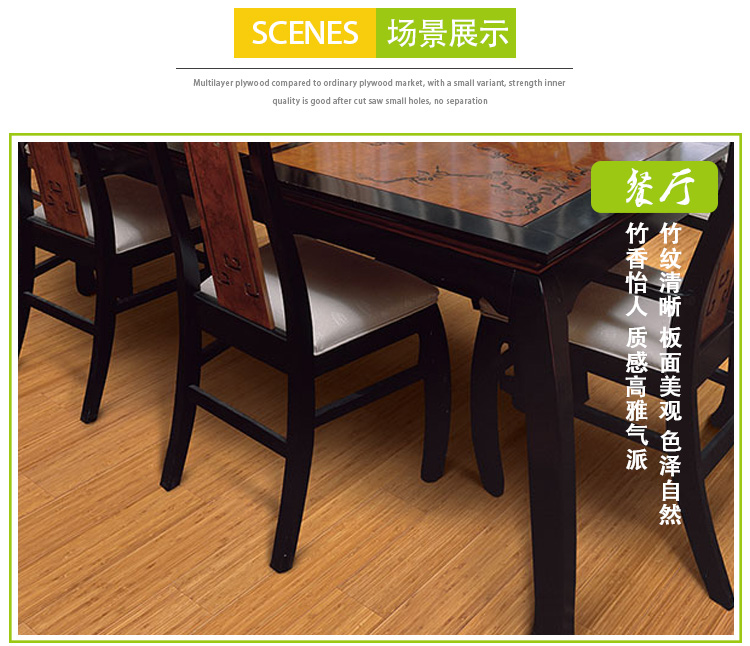 SCENES 场景展示
Multilayer plywood compared to ordinary plywood market, with a small variant, strength inner
quality is good after cut saw small holes, no separation
餐厅
竹纹清晰 板面美观 色泽自然
竹香怡人 质感高雅气派